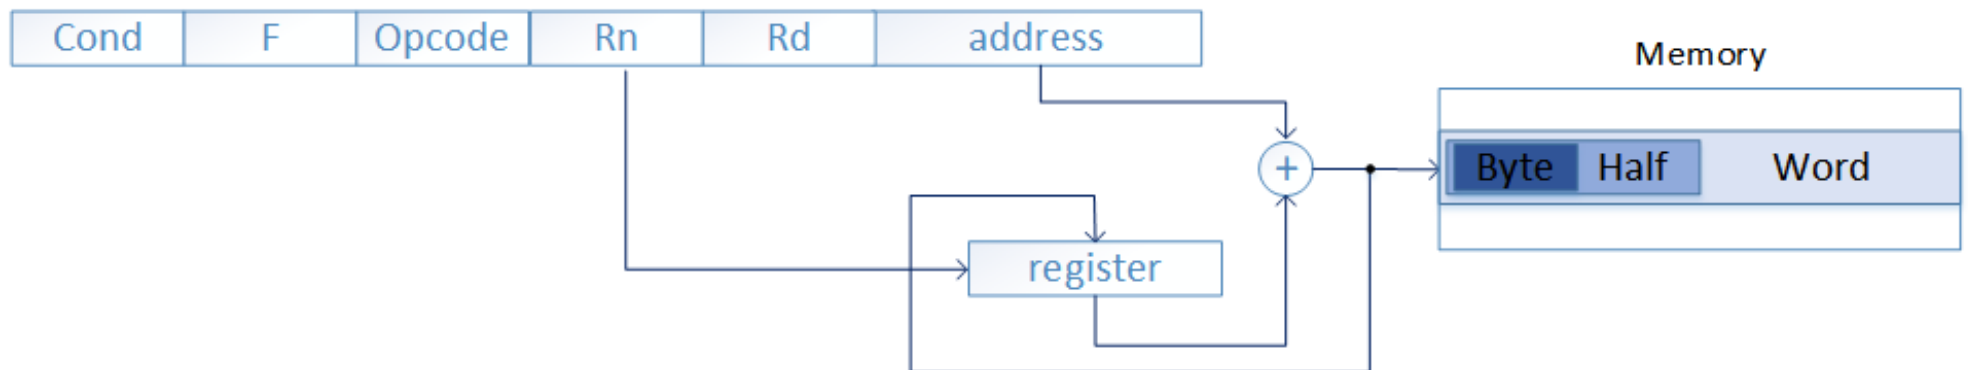 Cond F Opcode Rn Rd address
Memory
+
Byte Half Word
register